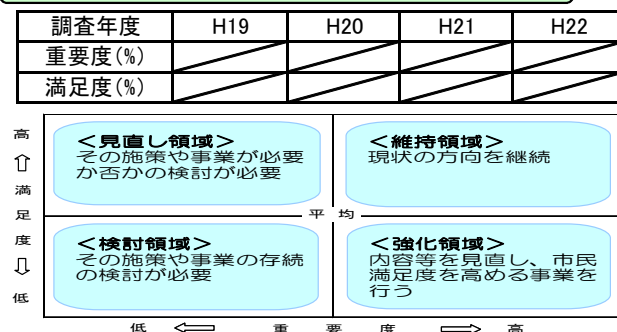 調査年度 H19 H20 H21 H22
重要度(%)
満足度(%)
高
⇧
満
足
度
⇩
低
<見直し領域>
その施策や事業が必要
か否かの検討が必要
<維持領域>
現状の方向を継続
平 均
<検討領域>
その施策や事業の存続
の検討が必要
<強化領域>
内容等を見直し、市民
満足度を高める事業を
行う
低 ⇦ 重 要 度 ⇨ 高